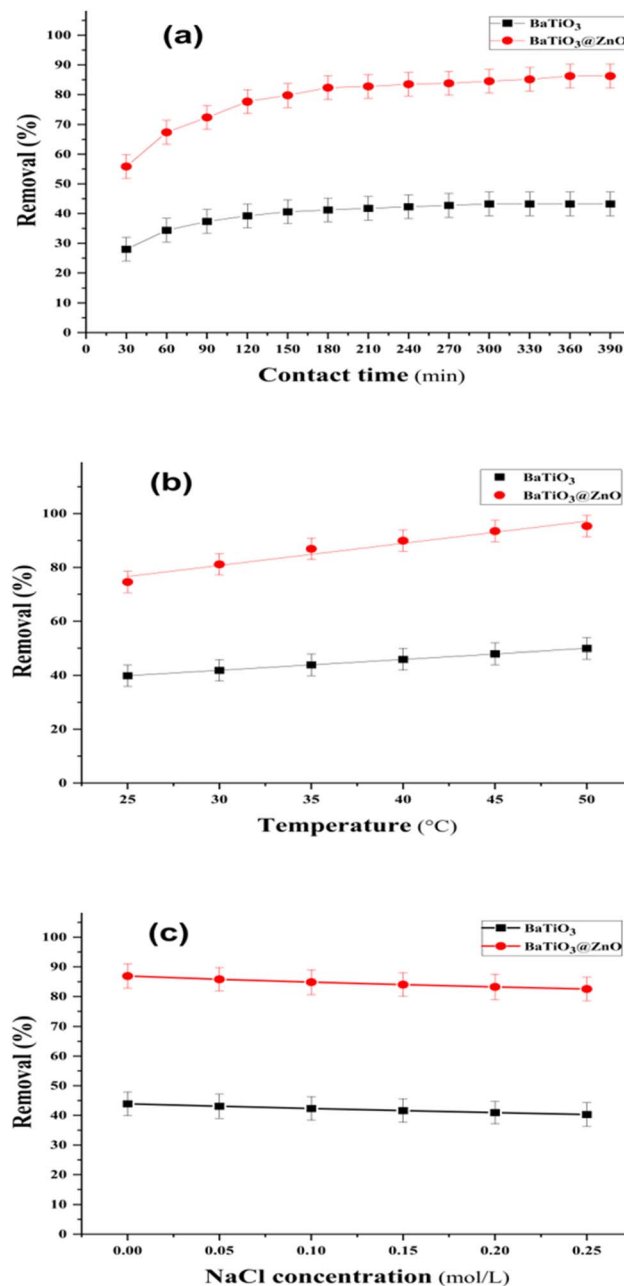 (a)
BaTiO₃
BaTiO₃@ZnO
100
90
80
70
60
50
40
30
20
10
0
Removal (%)
0 30 60 90 120 150 180 210 240 270 300 330 360 390
Contact time (min)
(b)
BaTiO₃
BaTiO₃@ZnO
100
80
60
40
20
0
Removal (%)
25 30 35 40 45 50
Temperature (°C)
(c)
BaTiO₃
BaTiO₃@ZnO
100
90
80
70
60
50
40
30
20
10
0
Removal (%)
0.00 0.05 0.10 0.15 0.20 0.25
NaCl concentration (mol/L)